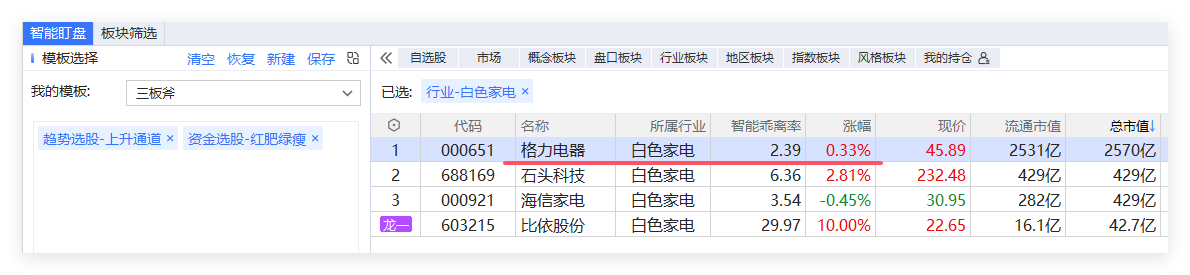 智能盯盘 板块筛选
模板选择 清空 恢复 新建 保存
自选股 市场 概念板块 盘口板块 行业板块 地区板块 指数板块 风格板块 我的持仓
我的模板: 三板斧
已选: 行业-白色家电 ×
趋势选股-上升通道 × 资金选股-红肥绿瘦 ×
代码 名称 所属行业 智能乖离率 涨幅 现价 流通市值 总市值↓
1 000651 格力电器 白色家电 2.39 0.33% 45.89 2531亿 2570亿
2 688169 石头科技 白色家电 6.36 2.81% 232.48 429亿 429亿
3 000921 海信家电 白色家电 3.54 -0.45% 30.95 282亿 429亿
龙一 603215 比依股份 白色家电 29.97 10.00% 22.65 16.1亿 42.7亿